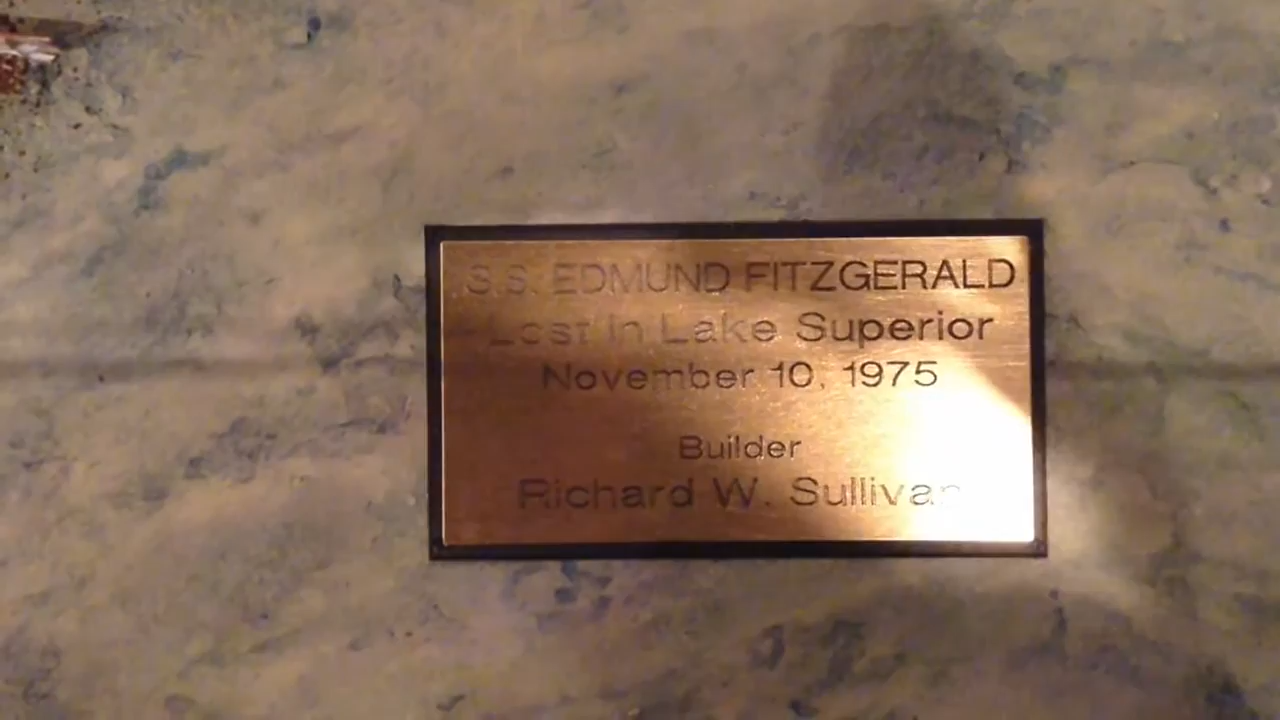 S.S. EDMUND FITZGERALD
Lost in Lake Superior
November 10, 1975
Builder
Richard W. Sullivan